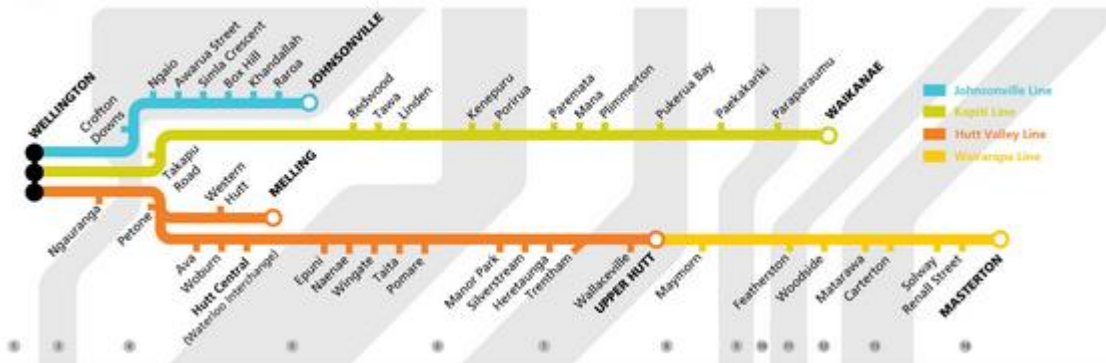 WELLINGTON
Crofton
Downs
Ngaio
Awarua Street
Simla Crescent
Box Hill
Khandallah
Raroa
JOHNSONVILLE
Takapu
Road
Redwood
Tawa
Linden
Kenepuru
Porirua
Paremata
Mana
Plimmerton
Pukerua Bay
Paekakariki
Paraparaumu
WAIKANAE
Johnsonville Line
Kapiti Line
Hutt Valley Line
Wairarapa Line
Ngauranga
Petone
Western
Hutt
MELLING
Ava
Woburn
Hutt Central
(Waterloo Interchange)
Epuni
Naenae
Wingate
Taita
Pomare
Manor Park
Silverstream
Heretaunga
Trentham
Wallaceville
UPPER HUTT
Maymorn
Featherston
Woodside
Matarawa
Carterton
Solway
Renall Street
MASTERTON